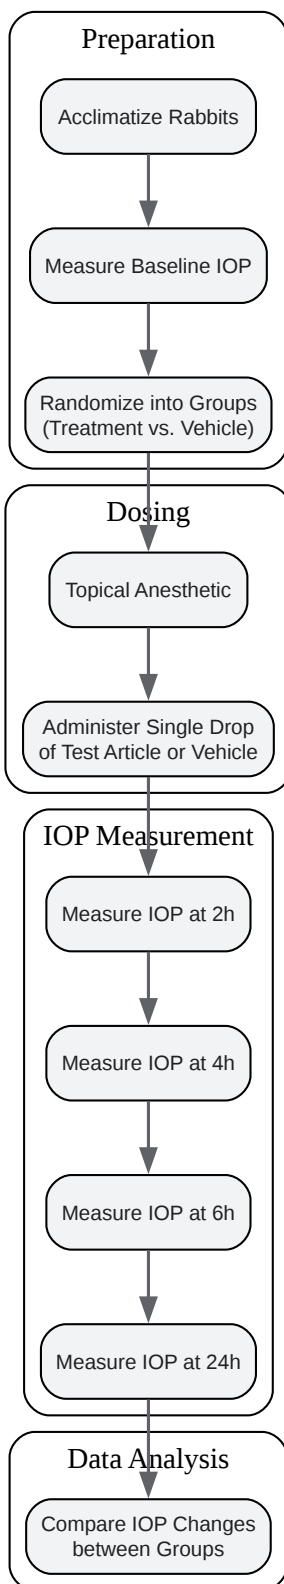 Preparation
Acclimatize Rabbits
Measure Baseline IOP
Randomize into Groups
(Treatment vs. Vehicle)
Dosing
Topical Anesthetic
Administer Single Drop
of Test Article or Vehicle
IOP Measurement
Measure IOP at 2h
Measure IOP at 4h
Measure IOP at 6h
Measure IOP at 24h
Data Analysis
Compare IOP Changes
between Groups